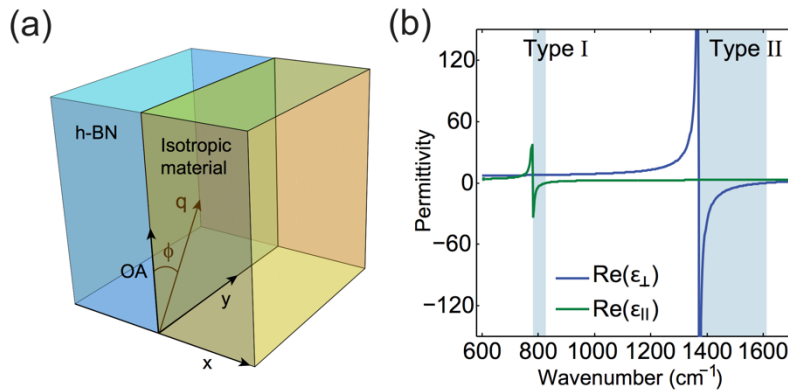 (a)
h-BN
Isotropic
material
q
ϕ
OA
y
x
(b)
Type I
Type II
120
60
0
−60
−120
Permittivity
Re(ε⊥)
Re(ε||)
600 800 1000 1200 1400 1600
Wavenumber (cm⁻¹)